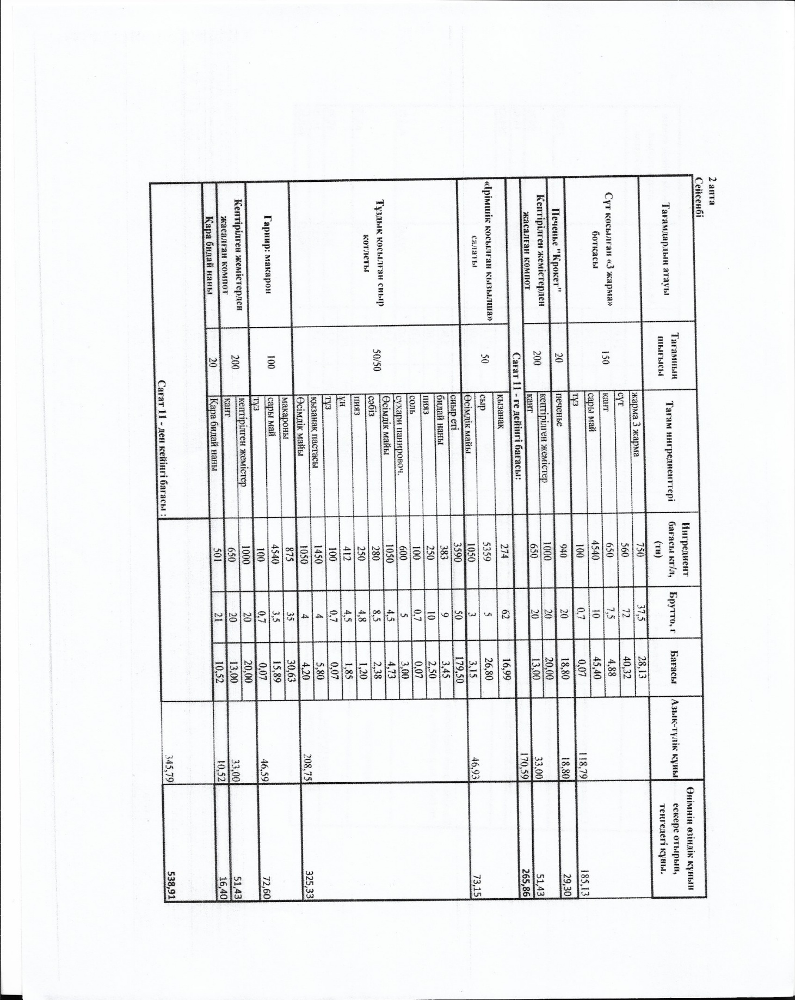 2 апта
Сейсенбі
Тағамдардың атауы | Тағамның шығысы | Тағам ингредиенттері | Ингредиент бағасы кг/л, (тн) | Брутто, г | Бағасы | Азық-түлік құны | Өнімнің өзіндік құнын ескере отырып, теңгедегі құны.
Сүт қосылған «3 жарма» ботқасы | 150 | жарма 3 жарма | 750 | 37,5 | 28,13
сүт | 560 | 72 | 40,32
қант | 650 | 7,5 | 4,88
сары май | 4540 | 10 | 45,40
тұз | 100 | 0,7 | 0,07 | 118,79 | 185,13
Печенье "Крокет" | 20 | печенье | 940 | 20 | 18,80 | 18,80 | 29,30
Кептірілген жемістерден жасалған компот | 200 | кептірілген жемістер | 1000 | 20 | 20,00
қант | 650 | 20 | 13,00 | 33,00 | 51,43
Сағат 11 - ге дейінгі бағасы: | 170,59 | 265,86
«Ірімшік қосылған қызылша» салаты | 50 | қызанақ | 274 | 62 | 16,99
сыр | 5359 | 5 | 26,80
Өсімдік майы | 1050 | 3 | 3,15 | 46,93 | 73,15
Тұздық қосылған сиыр котлеты | 50/50 | сиыр еті | 3590 | 50 | 179,50
бидай наны | 383 | 9 | 3,45
пияз | 250 | 10 | 2,50
соль | 100 | 0,7 | 0,07
сухари панировоч. | 600 | 5 | 3,00
Өсімдік майы | 1050 | 4,5 | 4,73
сәбіз | 280 | 8,5 | 2,38
пияз | 250 | 4,8 | 1,20
ұн | 412 | 4,5 | 1,85
тұз | 100 | 0,7 | 0,07
қызанақ пастасы | 1450 | 4 | 5,80
Өсімдік майы | 1050 | 4 | 4,20 | 208,75 | 325,33
Гарнир: макарон | 100 | макароны | 875 | 35 | 30,63
сары май | 4540 | 3,5 | 15,89
тұз | 100 | 0,7 | 0,07 | 46,59 | 72,60
Кептірілген жемістерден жасалған компот | 200 | кептірілген жемістер | 1000 | 20 | 20,00
қант | 650 | 20 | 13,00 | 33,00 | 51,43
Қара бидай наны | 20 | Қара бидай наны | 501 | 21 | 10,52 | 10,52 | 16,40
Сағат 11 - ден кейінгі бағасы : | 345,79 | 538,91